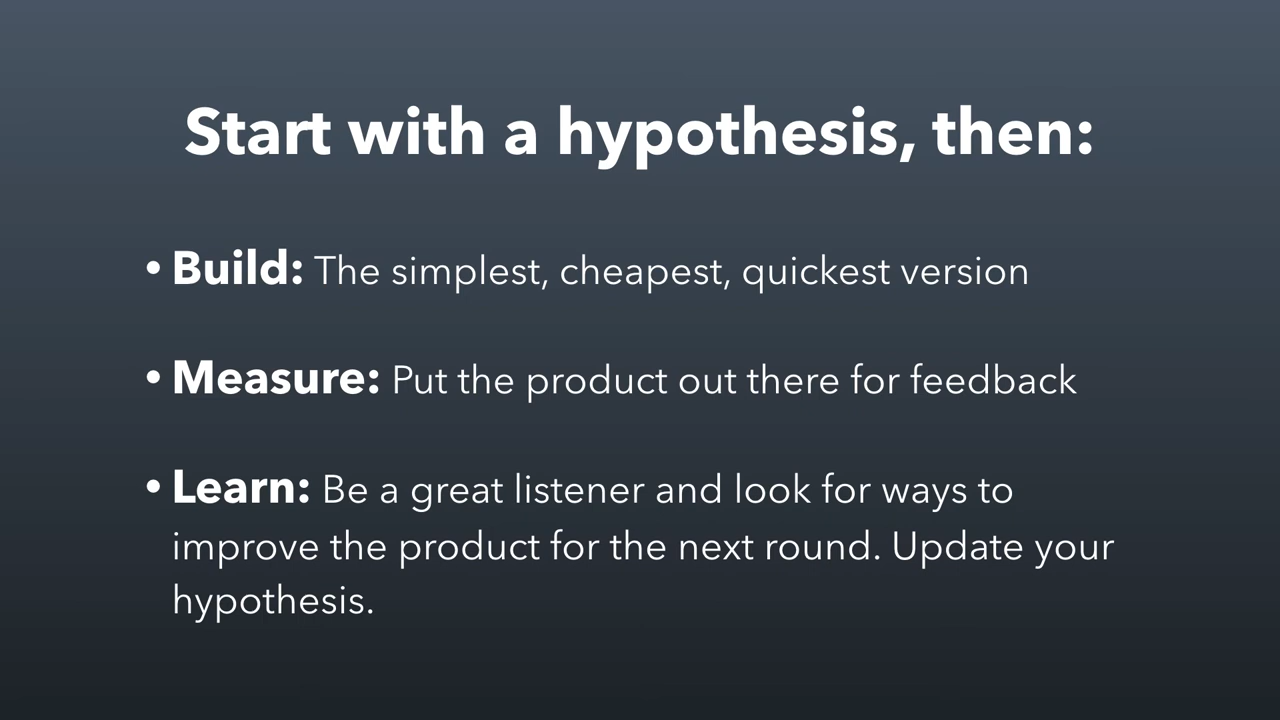 Start with a hypothesis, then:
• Build: The simplest, cheapest, quickest version
• Measure: Put the product out there for feedback
• Learn: Be a great listener and look for ways to
improve the product for the next round. Update your
hypothesis.